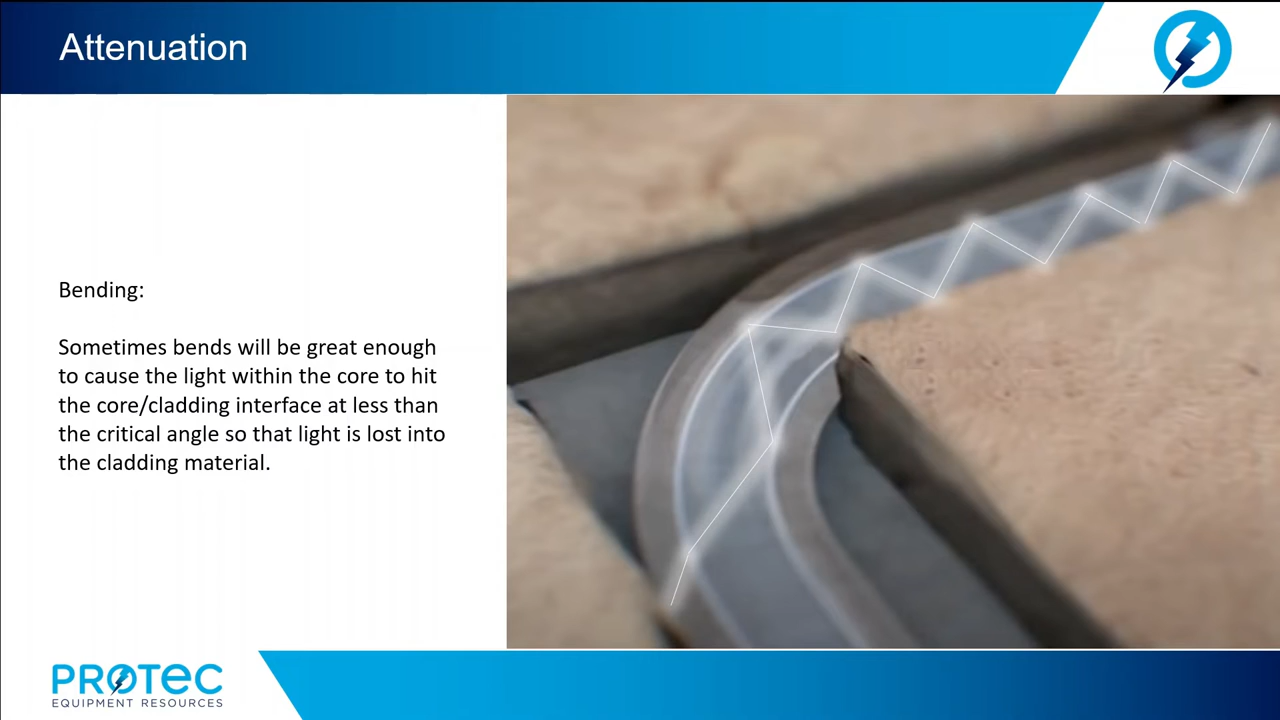 Attenuation
Bending:
Sometimes bends will be great enough
to cause the light within the core to hit
the core/cladding interface at less than
the critical angle so that light is lost into
the cladding material.
PROTEC
EQUIPMENT RESOURCES